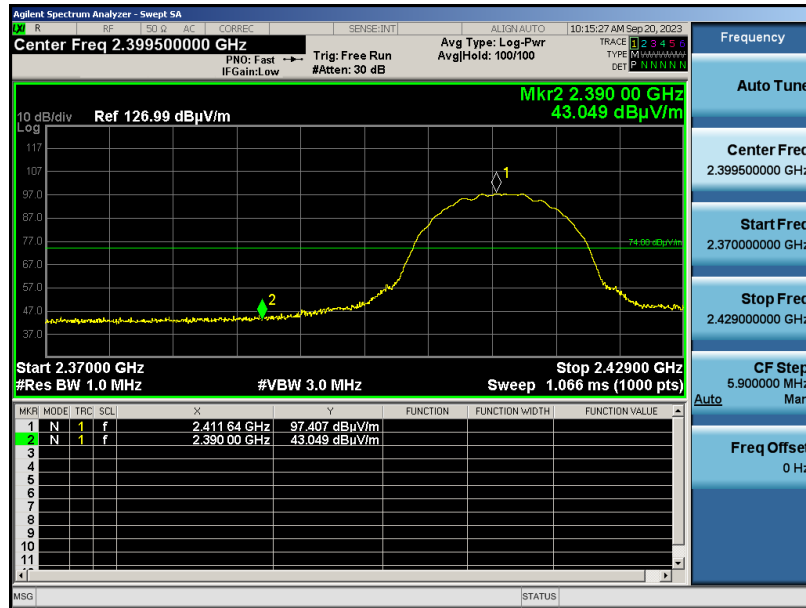 Agilent Spectrum Analyzer - Swept SA
LXI R RF 50 Ω AC CORREC SENSE:INT ALIGN AUTO 10:15:27 AM Sep 20, 2023
Center Freq 2.399500000 GHz
PNO: Fast
IFGain:Low
Trig: Free Run
#Atten: 30 dB
Avg Type: Log-Pwr
Avg|Hold: 100/100
TRACE 1 2 3 4 5 6
TYPE M W W W W W
DET P N N N N N
Mkr2 2.390 00 GHz
43.049 dBµV/m
10 dB/div Ref 126.99 dBµV/m
Log
117
107
97.0
87.0
77.0
67.0
57.0
47.0
37.0
1
2
74.00 dBµV/m
Start 2.37000 GHz Stop 2.42900 GHz
#Res BW 1.0 MHz #VBW 3.0 MHz Sweep 1.066 ms (1000 pts)
MKR MODE TRC SCL X Y FUNCTION FUNCTION WIDTH FUNCTION VALUE
1 N 1 f 2.411 64 GHz 97.407 dBµV/m
2 N 1 f 2.390 00 GHz 43.049 dBµV/m
3
4
5
6
7
8
9
10
11
MSG STATUS
Frequency
Auto Tune
Center Freq
2.399500000 GHz
Start Freq
2.370000000 GHz
Stop Freq
2.429000000 GHz
CF Step
5.900000 MHz
Auto Man
Freq Offset
0 Hz